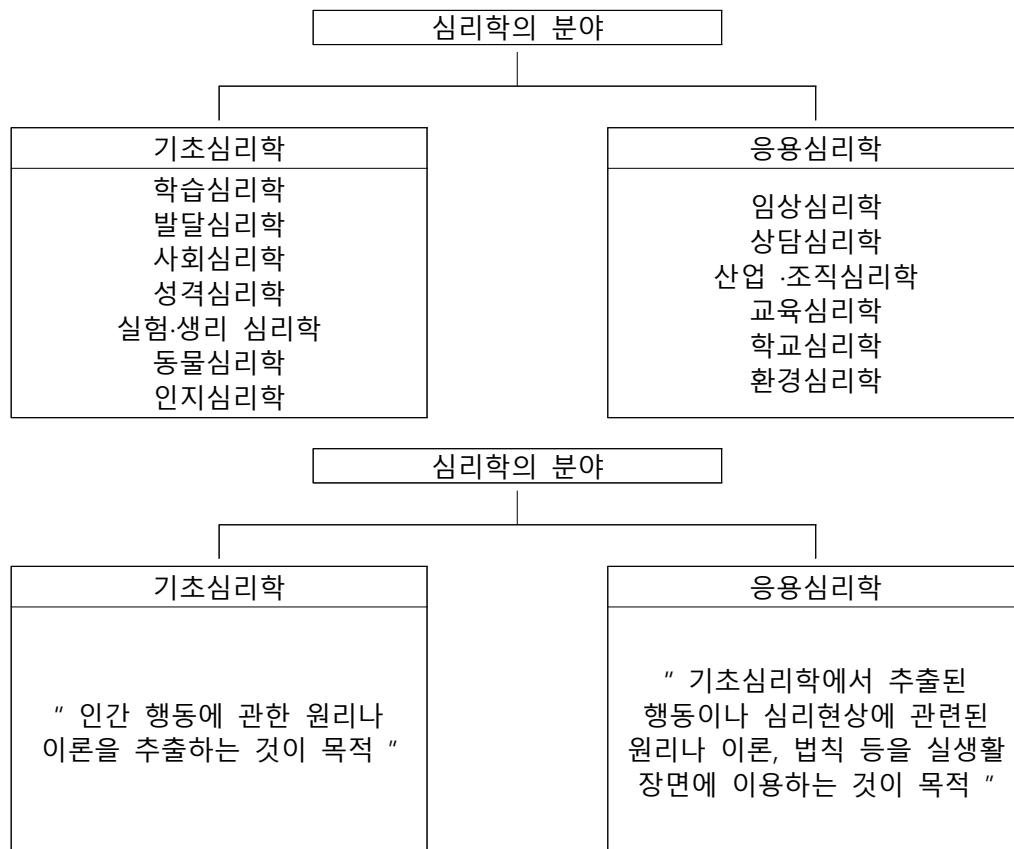 심리학의 분야
기초심리학
학습심리학
발달심리학
사회심리학
성격심리학
실험·생리 심리학
동물심리학
인지심리학
응용심리학
임상심리학
상담심리학
산업 ·조직심리학
교육심리학
학교심리학
환경심리학
심리학의 분야
기초심리학
" 인간 행동에 관한 원리나
이론을 추출하는 것이 목적 "
응용심리학
" 기초심리학에서 추출된
행동이나 심리현상에 관련된
원리나 이론, 법칙 등을 실생활
장면에 이용하는 것이 목적 "